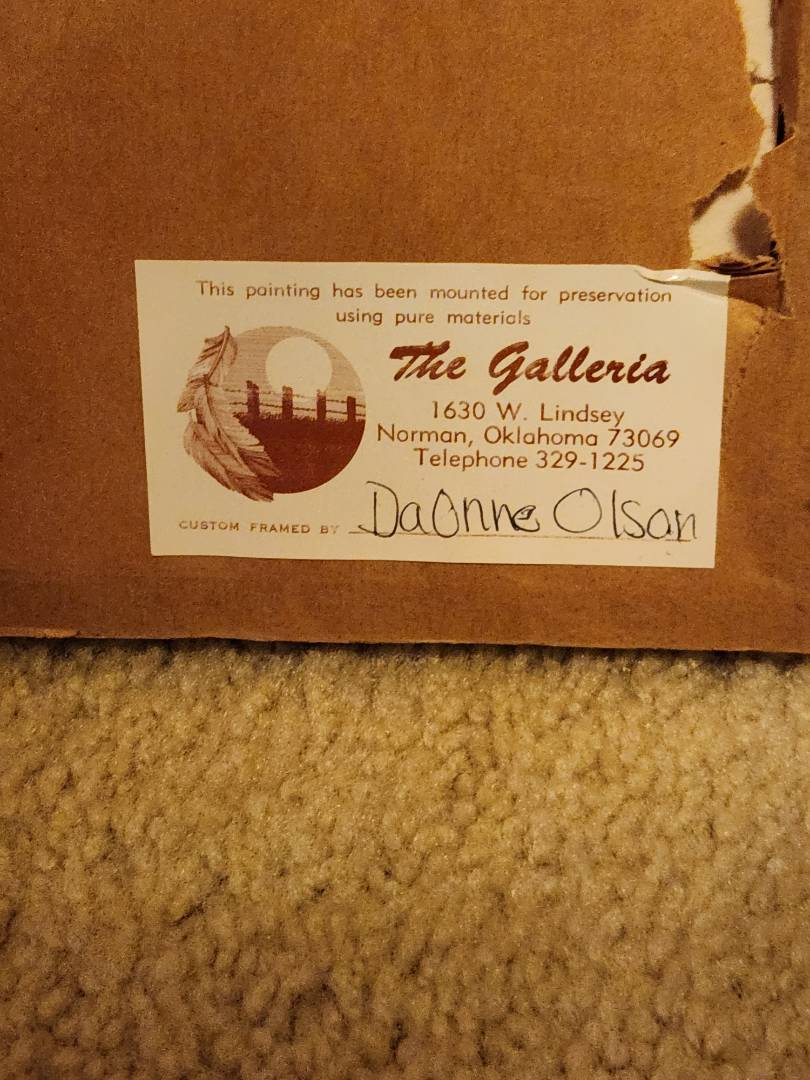 This painting has been mounted for preservation
using pure materials
The Galleria
1630 W. Lindsey
Norman, Oklahoma 73069
Telephone 329-1225
CUSTOM FRAMED BY DaOnne Olson